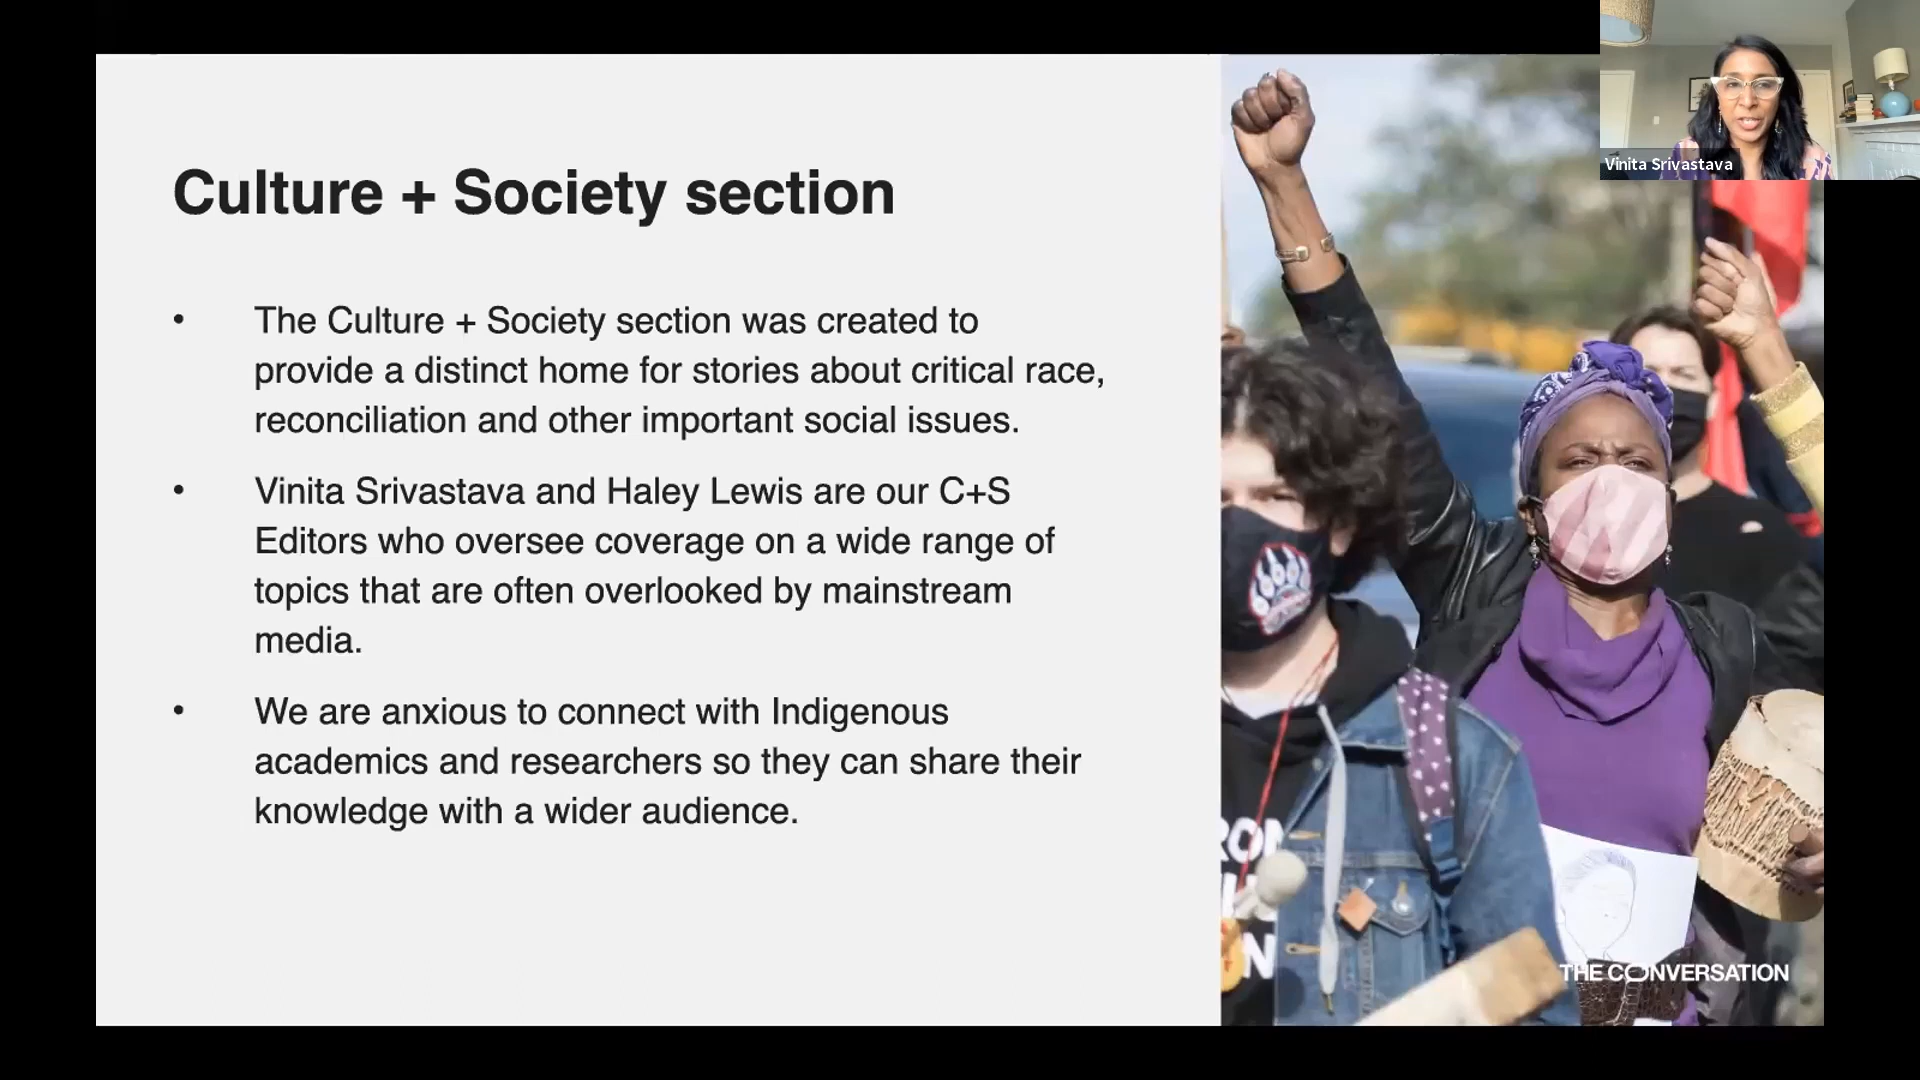 Vinita Srivastava
Culture + Society section
• The Culture + Society section was created to
provide a distinct home for stories about critical race,
reconciliation and other important social issues.
• Vinita Srivastava and Haley Lewis are our C+S
Editors who oversee coverage on a wide range of
topics that are often overlooked by mainstream
media.
• We are anxious to connect with Indigenous
academics and researchers so they can share their
knowledge with a wider audience.
THE CONVERSATION